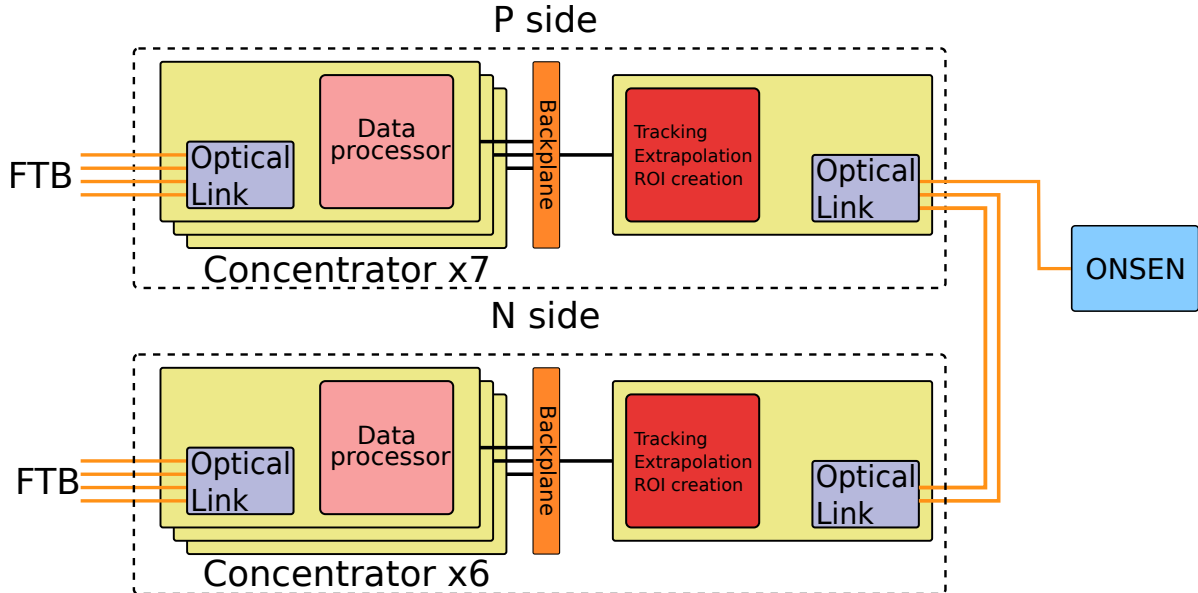 P side
FTB
Optical
Link
Data
processor
Backplane
Tracking
Extrapolation
ROI creation
Optical
Link
Concentrator x7
ONSEN
N side
FTB
Optical
Link
Data
processor
Backplane
Tracking
Extrapolation
ROI creation
Optical
Link
Concentrator x6